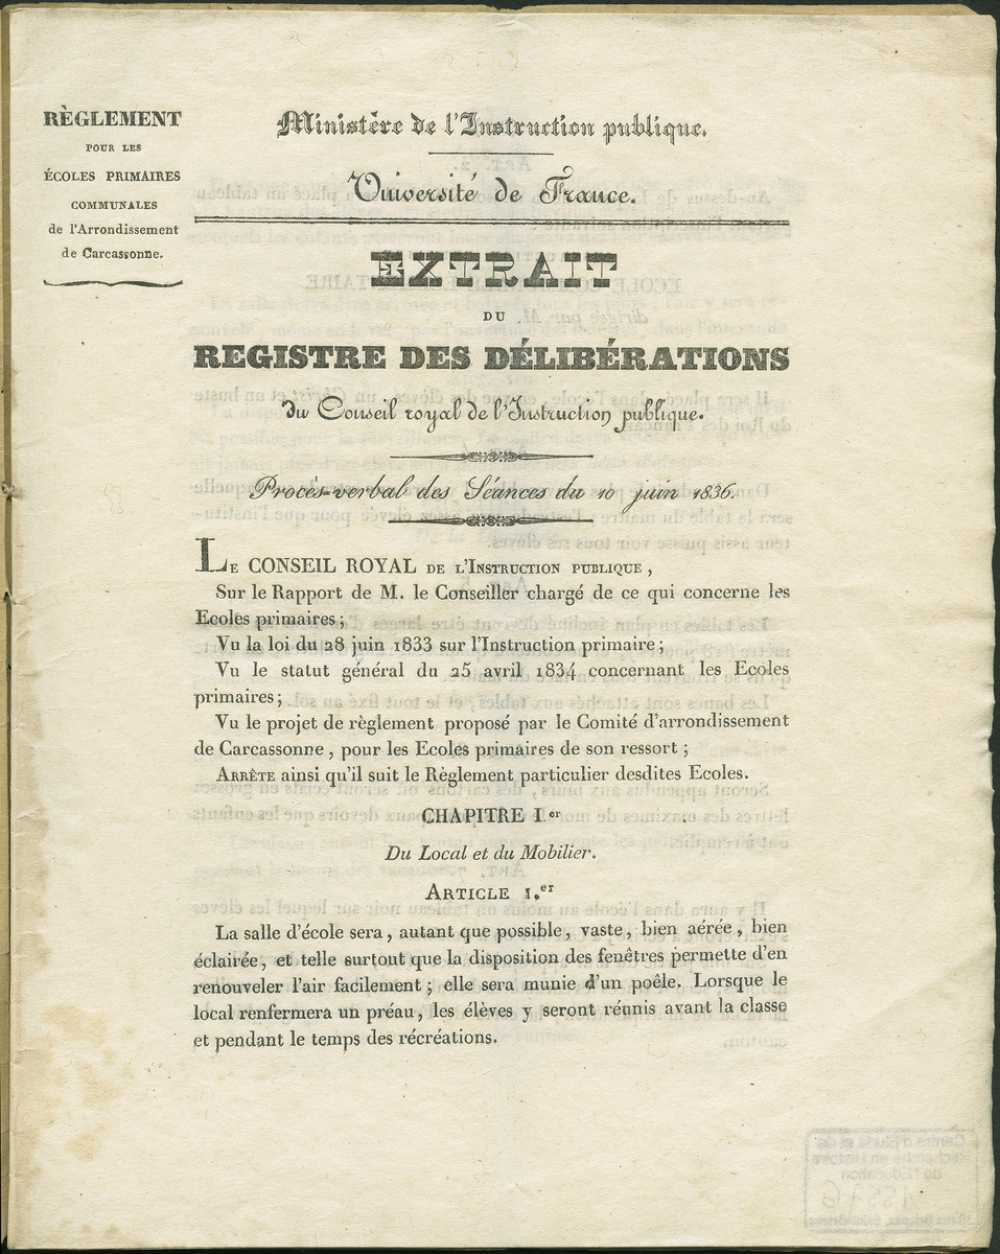 RÈGLEMENT
POUR LES
ÉCOLES PRIMAIRES
COMMUNALES
de l'Arrondissement
de Carcassonne.
Ministère de l'Instruction publique.
Université de France.
EXTRAIT
DU
REGISTRE DES DÉLIBÉRATIONS
du Conseil royal de l'Instruction publique.
Procès-verbal des Séances du 10 juin 1836.
LE CONSEIL ROYAL DE L'INSTRUCTION PUBLIQUE,
Sur le Rapport de M. le Conseiller chargé de ce qui concerne les
Ecoles primaires;
Vu la loi du 28 juin 1833 sur l'Instruction primaire;
Vu le statut général du 25 avril 1834 concernant les Ecoles
primaires;
Vu le projet de règlement proposé par le Comité d'arrondissement
de Carcassonne, pour les Ecoles primaires de son ressort;
ARRÊTE ainsi qu'il suit le Règlement particulier desdites Ecoles.
CHAPITRE I.er
Du Local et du Mobilier.
ARTICLE 1.er
La salle d'école sera, autant que possible, vaste, bien aérée, bien
éclairée, et telle surtout que la disposition des fenêtres permette d'en
renouveler l'air facilement; elle sera munie d'un poêle. Lorsque le
local renfermera un préau, les élèves y seront rénnis avant la classe
et pendant le temps des récréations.